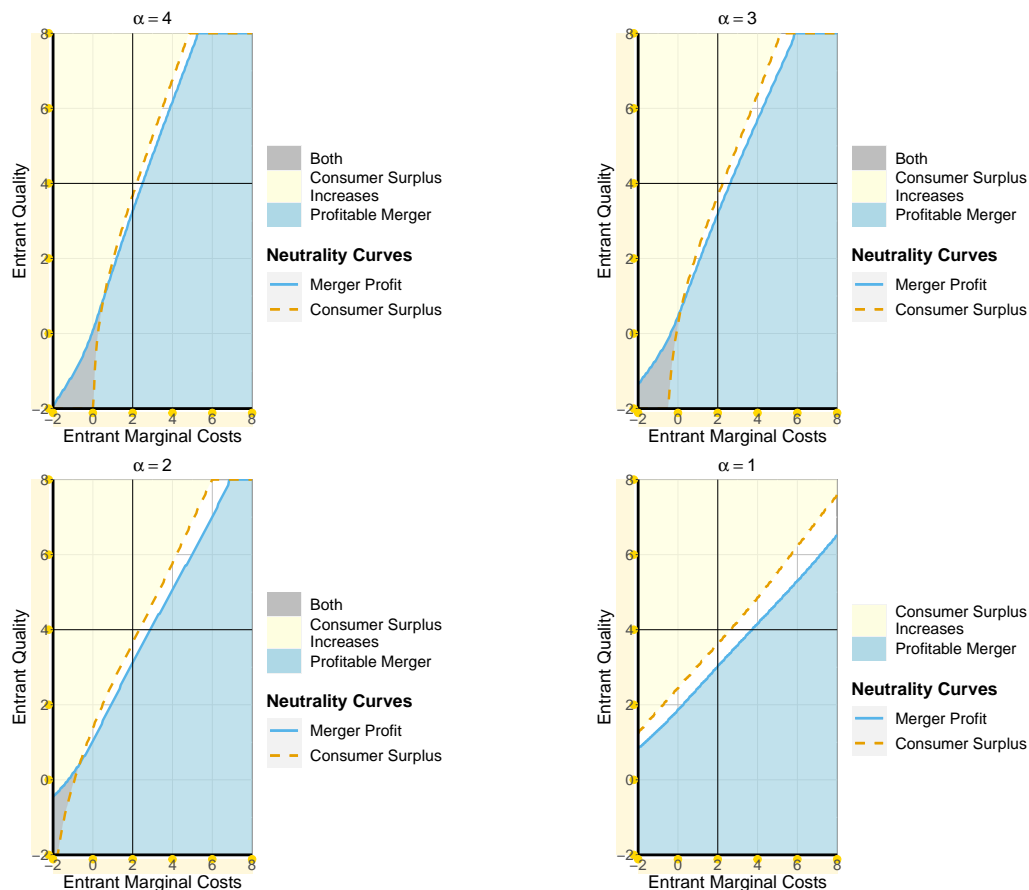 α = 4
8
6
4
2
0
−2
−2 0 2 4 6 8
Entrant Quality
Entrant Marginal Costs
Both
Consumer Surplus
Increases
Profitable Merger
Neutrality Curves
Merger Profit
Consumer Surplus
α = 3
8
6
4
2
0
−2
−2 0 2 4 6 8
Entrant Quality
Entrant Marginal Costs
Both
Consumer Surplus
Increases
Profitable Merger
Neutrality Curves
Merger Profit
Consumer Surplus
α = 2
8
6
4
2
0
−2
−2 0 2 4 6 8
Entrant Quality
Entrant Marginal Costs
Both
Consumer Surplus
Increases
Profitable Merger
Neutrality Curves
Merger Profit
Consumer Surplus
α = 1
8
6
4
2
0
−2
−2 0 2 4 6 8
Entrant Quality
Entrant Marginal Costs
Consumer Surplus
Increases
Profitable Merger
Neutrality Curves
Merger Profit
Consumer Surplus